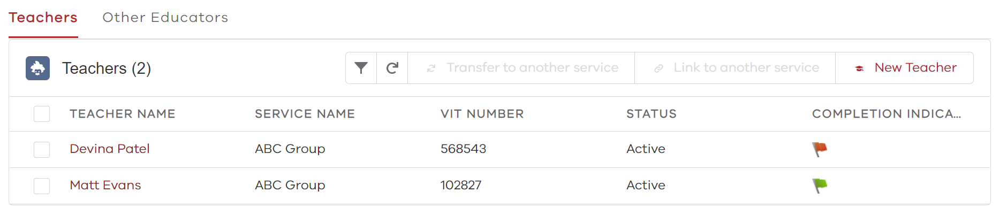 Teachers Other Educators
Teachers (2) Transfer to another service Link to another service New Teacher
TEACHER NAME SERVICE NAME VIT NUMBER STATUS COMPLETION INDICA...
Devina Patel ABC Group 568543 Active
Matt Evans ABC Group 102827 Active